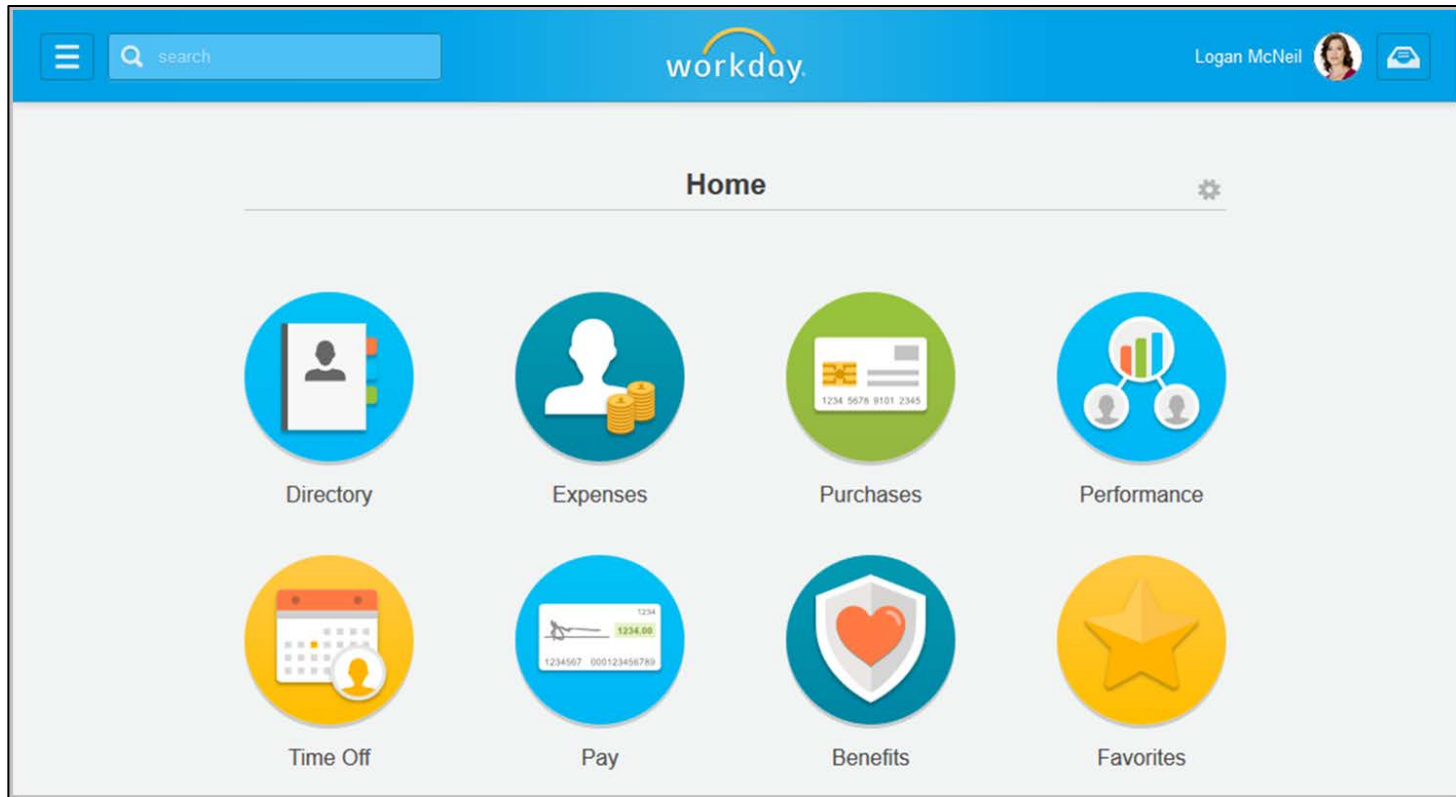 search
workday.
Logan McNeil
Home
1234 5678 9101 2345
Directory
Expenses
Purchases
Performance
1234
1234.00
1234567 000123456789
Time Off
Pay
Benefits
Favorites